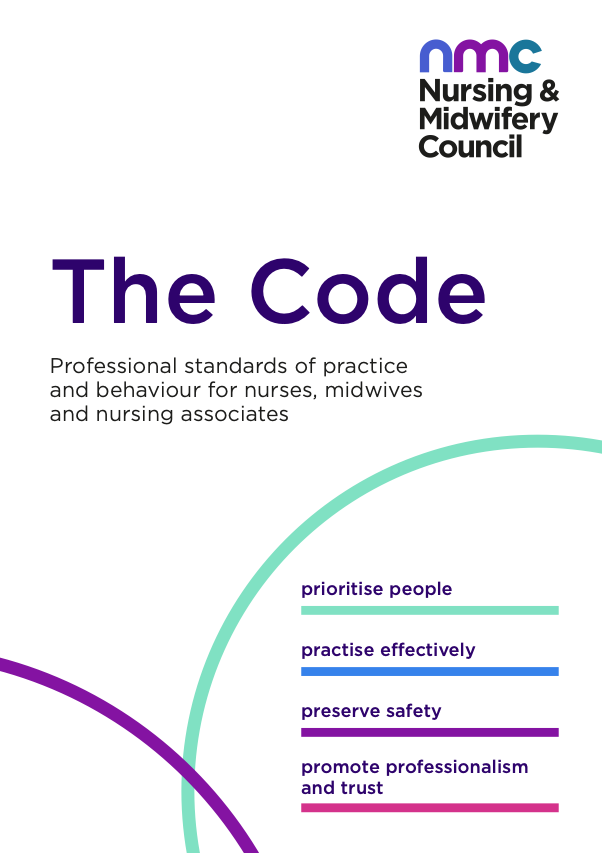 nmc
Nursing &
Midwifery
Council
The Code
Professional standards of practice
and behaviour for nurses, midwives
and nursing associates
prioritise people
practise effectively
preserve safety
promote professionalism
and trust